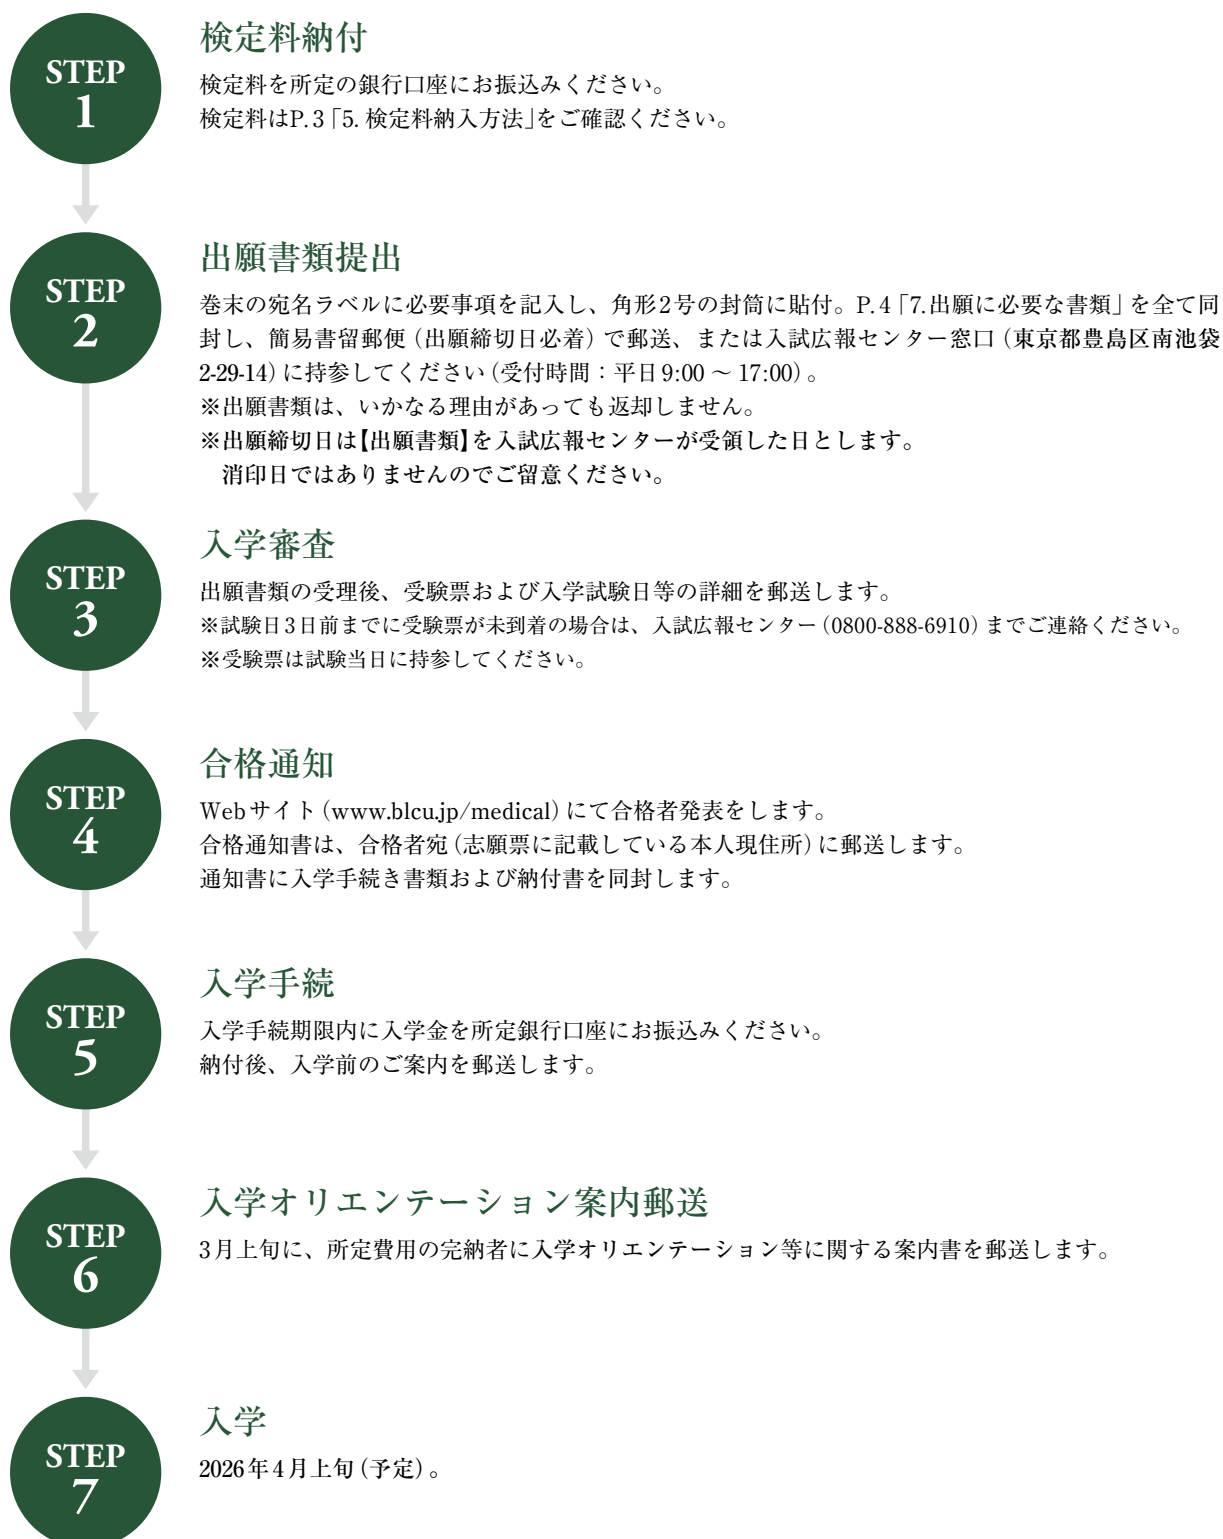 STEP
1
検定料納付
検定料を所定の銀行口座にお振込みください。
検定料はP.3「5. 検定料納入方法」をご確認ください。
STEP
2
出願書類提出
巻末の宛名ラベルに必要事項を記入し、角形2号の封筒に貼付。P.4「7.出願に必要な書類」を全て同
封し、簡易書留郵便(出願締切日必着)で郵送、または入試広報センター窓口(東京都豊島区南池袋
2-29-14)に持参してください(受付時間:平日9:00 ~ 17:00)。
※出願書類は、いかなる理由があっても返却しません。
※出願締切日は【出願書類】を入試広報センターが受領した日とします。
消印日ではありませんのでご留意ください。
STEP
3
入学審査
出願書類の受理後、受験票および入学試験日等の詳細を郵送します。
※試験日3日前までに受験票が未到着の場合は、入試広報センター(0800-888-6910)までご連絡ください。
※受験票は試験当日に持参してください。
STEP
4
合格通知
Webサイト(www.blcu.jp/medical)にて合格者発表をします。
合格通知書は、合格者宛(志願票に記載している本人現住所)に郵送します。
通知書に入学手続き書類および納付書を同封します。
STEP
5
入学手続
入学手続期限内に入学金を所定銀行口座にお振込みください。
納付後、入学前のご案内を郵送します。
STEP
6
入学オリエンテーション案内郵送
3月上旬に、所定費用の完納者に入学オリエンテーション等に関する案内書を郵送します。
STEP
7
入学
2026年4月上旬(予定)。